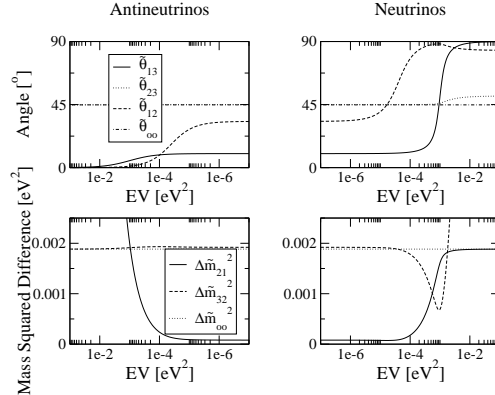 Antineutrinos
Neutrinos
Angle [°]
90
45
0
θ̃13
θ̃23
θ̃12
θ̃oo
1e-2 1e-4 1e-6
EV [eV²]
90
45
0
1e-6 1e-4 1e-2
EV [eV²]
Mass Squared Difference [eV²]
0.002
0.001
0
Δm̃21²
Δm̃32²
Δm̃oo²
1e-2 1e-4 1e-6
EV [eV²]
0.002
0.001
0
1e-6 1e-4 1e-2
EV [eV²]